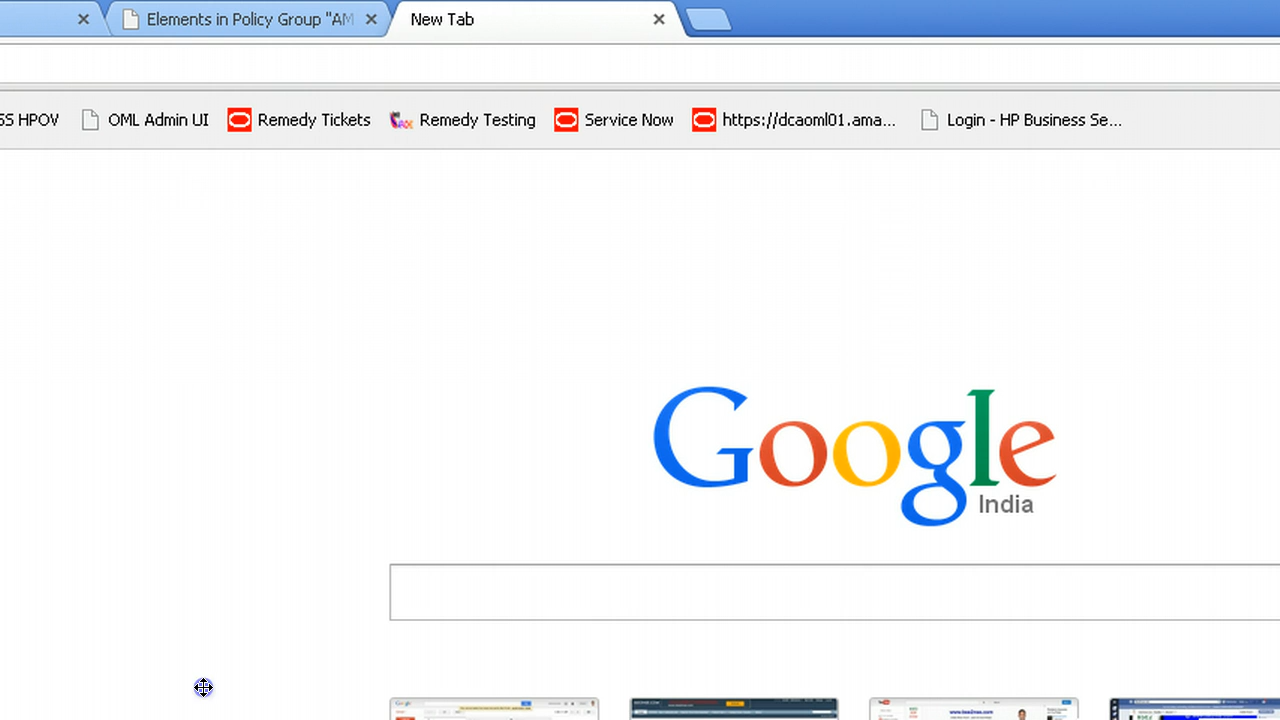 Elements in Policy Group "AM
New Tab
SS HPOV
OML Admin UI
Remedy Tickets
Remedy Testing
Service Now
https://dcaoml01.ama...
Login - HP Business Se...
Google
India